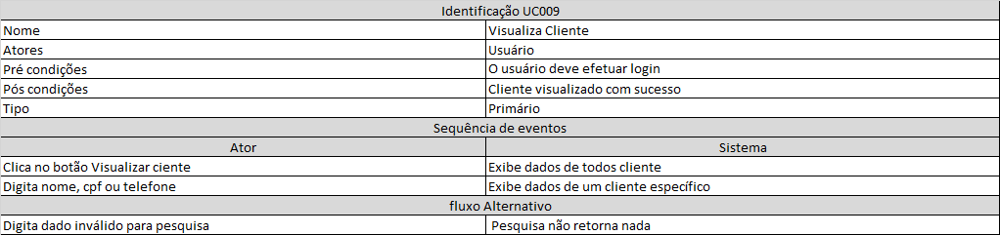 Identificação UC009
Nome Visualiza Cliente
Atores Usuário
Pré condições O usuário deve efetuar login
Pós condições Cliente visualizado com sucesso
Tipo Primário
Sequência de eventos
Ator Sistema
Clica no botão Visualizar ciente Exibe dados de todos cliente
Digita nome, cpf ou telefone Exibe dados de um cliente específico
fluxo Alternativo
Digita dado inválido para pesquisa Pesquisa não retorna nada